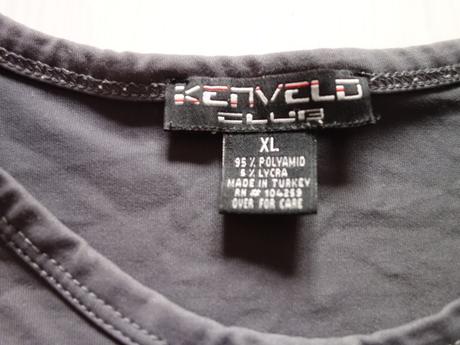 KENVELO
CLUB
XL
95% POLYAMID
5% LYCRA
MADE IN TURKEY
RN # 104259
OVER FOR CARE